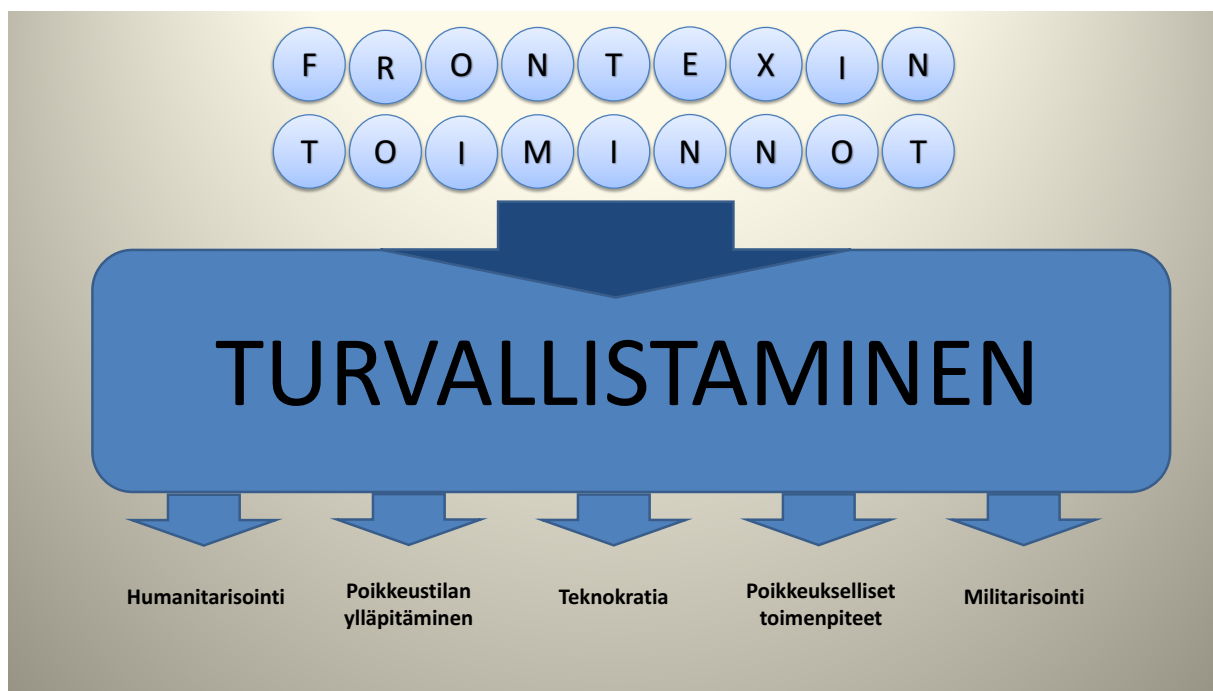 FRONTEXIN
TOIMINNOT
TURVALLISTAMINEN
Humanitarisointi
Poikkeustilan
ylläpitäminen
Teknokratia
Poikkeukselliset
toimenpiteet
Militarisointi